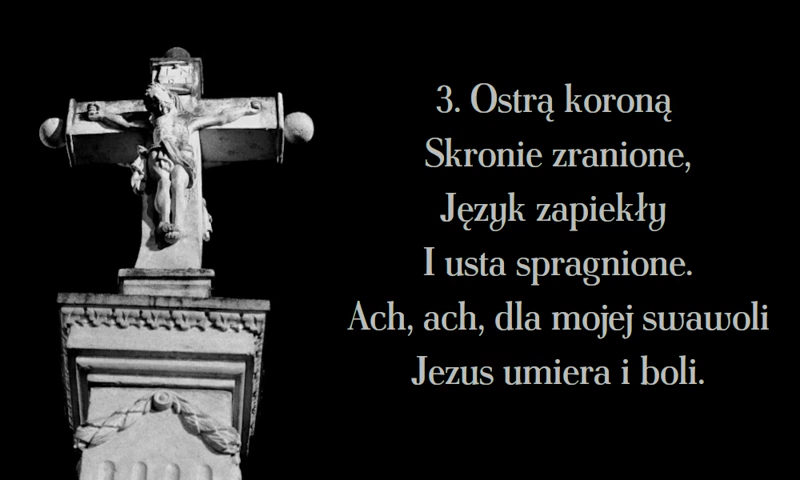 3. Ostrą koroną
Skronie zranione,
Język zapiekły
I usta spragnione.
Ach, ach, dla mojej swawoli
Jezus umiera i boli.